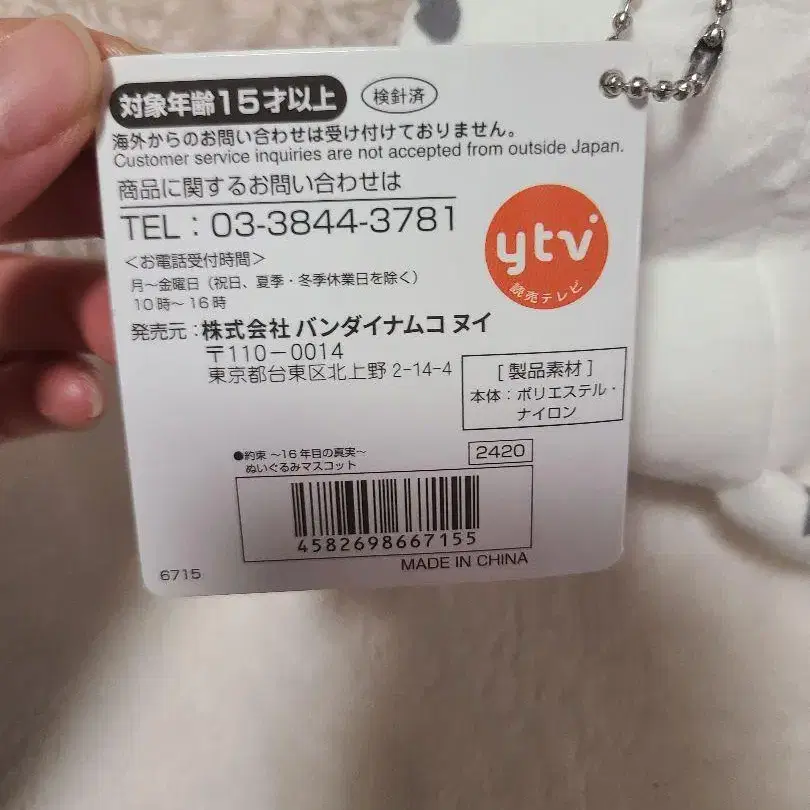 対象年齢15才以上 検針済
海外からのお問い合わせは受け付けておりません。
Customer service inquiries are not accepted from outside Japan.
商品に関するお問い合わせは
TEL：03-3844-3781
＜お電話受付時間＞
月～金曜日（祝日、夏季・冬季休業日を除く）
10時～16時
ytv
読売テレビ
発売元：株式会社 バンダイナムコ ヌイ
〒110－0014
東京都台東区北上野 2-14-4
［製品素材］
本体：ポリエステル・
ナイロン
●約束 ～16年目の真実～
ぬいぐるみマスコット
2420
4582698667155
6715
MADE IN CHINA